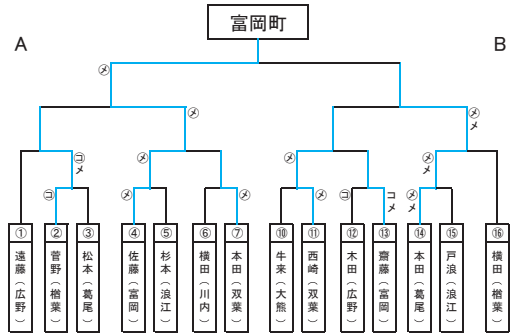 富岡町
A
B
㋱
㋱
㋱
メ
㋙
メ
㋱
㋱
㋱
メ
㋙
㋱
㋱
㋱
㋙
コ
メ
㋱
メ
①
②
③
④
⑤
⑥
⑦
⑩
⑪
⑫
⑬
⑭
⑮
⑯
遠藤（広野）
菅野（楢葉）
松本（葛尾）
佐藤（富岡）
杉本（浪江）
横田（川内）
本田（双葉）
牛来（大熊）
西崎（双葉）
木田（広野）
齋藤（富岡）
本田（葛尾）
戸浪（浪江）
横田（楢葉）